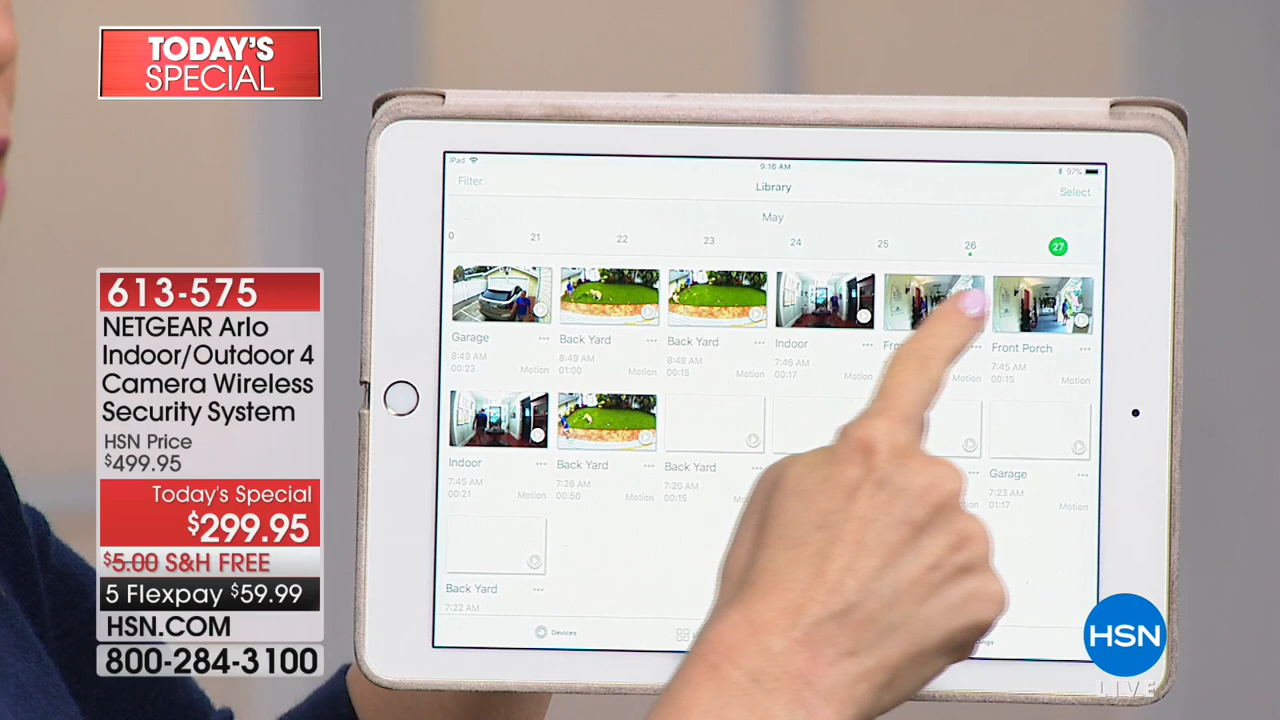 TODAY'S
SPECIAL
613-575
NETGEAR Arlo
Indoor/Outdoor 4
Camera Wireless
Security System
HSN Price
$499.95
Today's Special
$299.95
$5.00 S&H FREE
5 Flexpay $59.99
HSN.COM
800-284-3100
iPad 9:16 AM 97%
Filter Library Select
May
0 21 22 23 24 25 26 27
Garage Back Yard Back Yard Indoor Front Porch
8:49 AM 8:49 AM 8:48 AM 7:46 AM 7:45 AM
00:23 Motion 01:00 Motion 00:15 Motion 00:17 Motion Motion 00:15 Motion
Indoor Back Yard Back Yard Garage
7:45 AM 7:26 AM 7:26 AM 7:23 AM
00:21 Motion 00:50 Motion 00:15 01:17 Motion
Back Yard
7:22 AM
Devices
HSN
LIVE